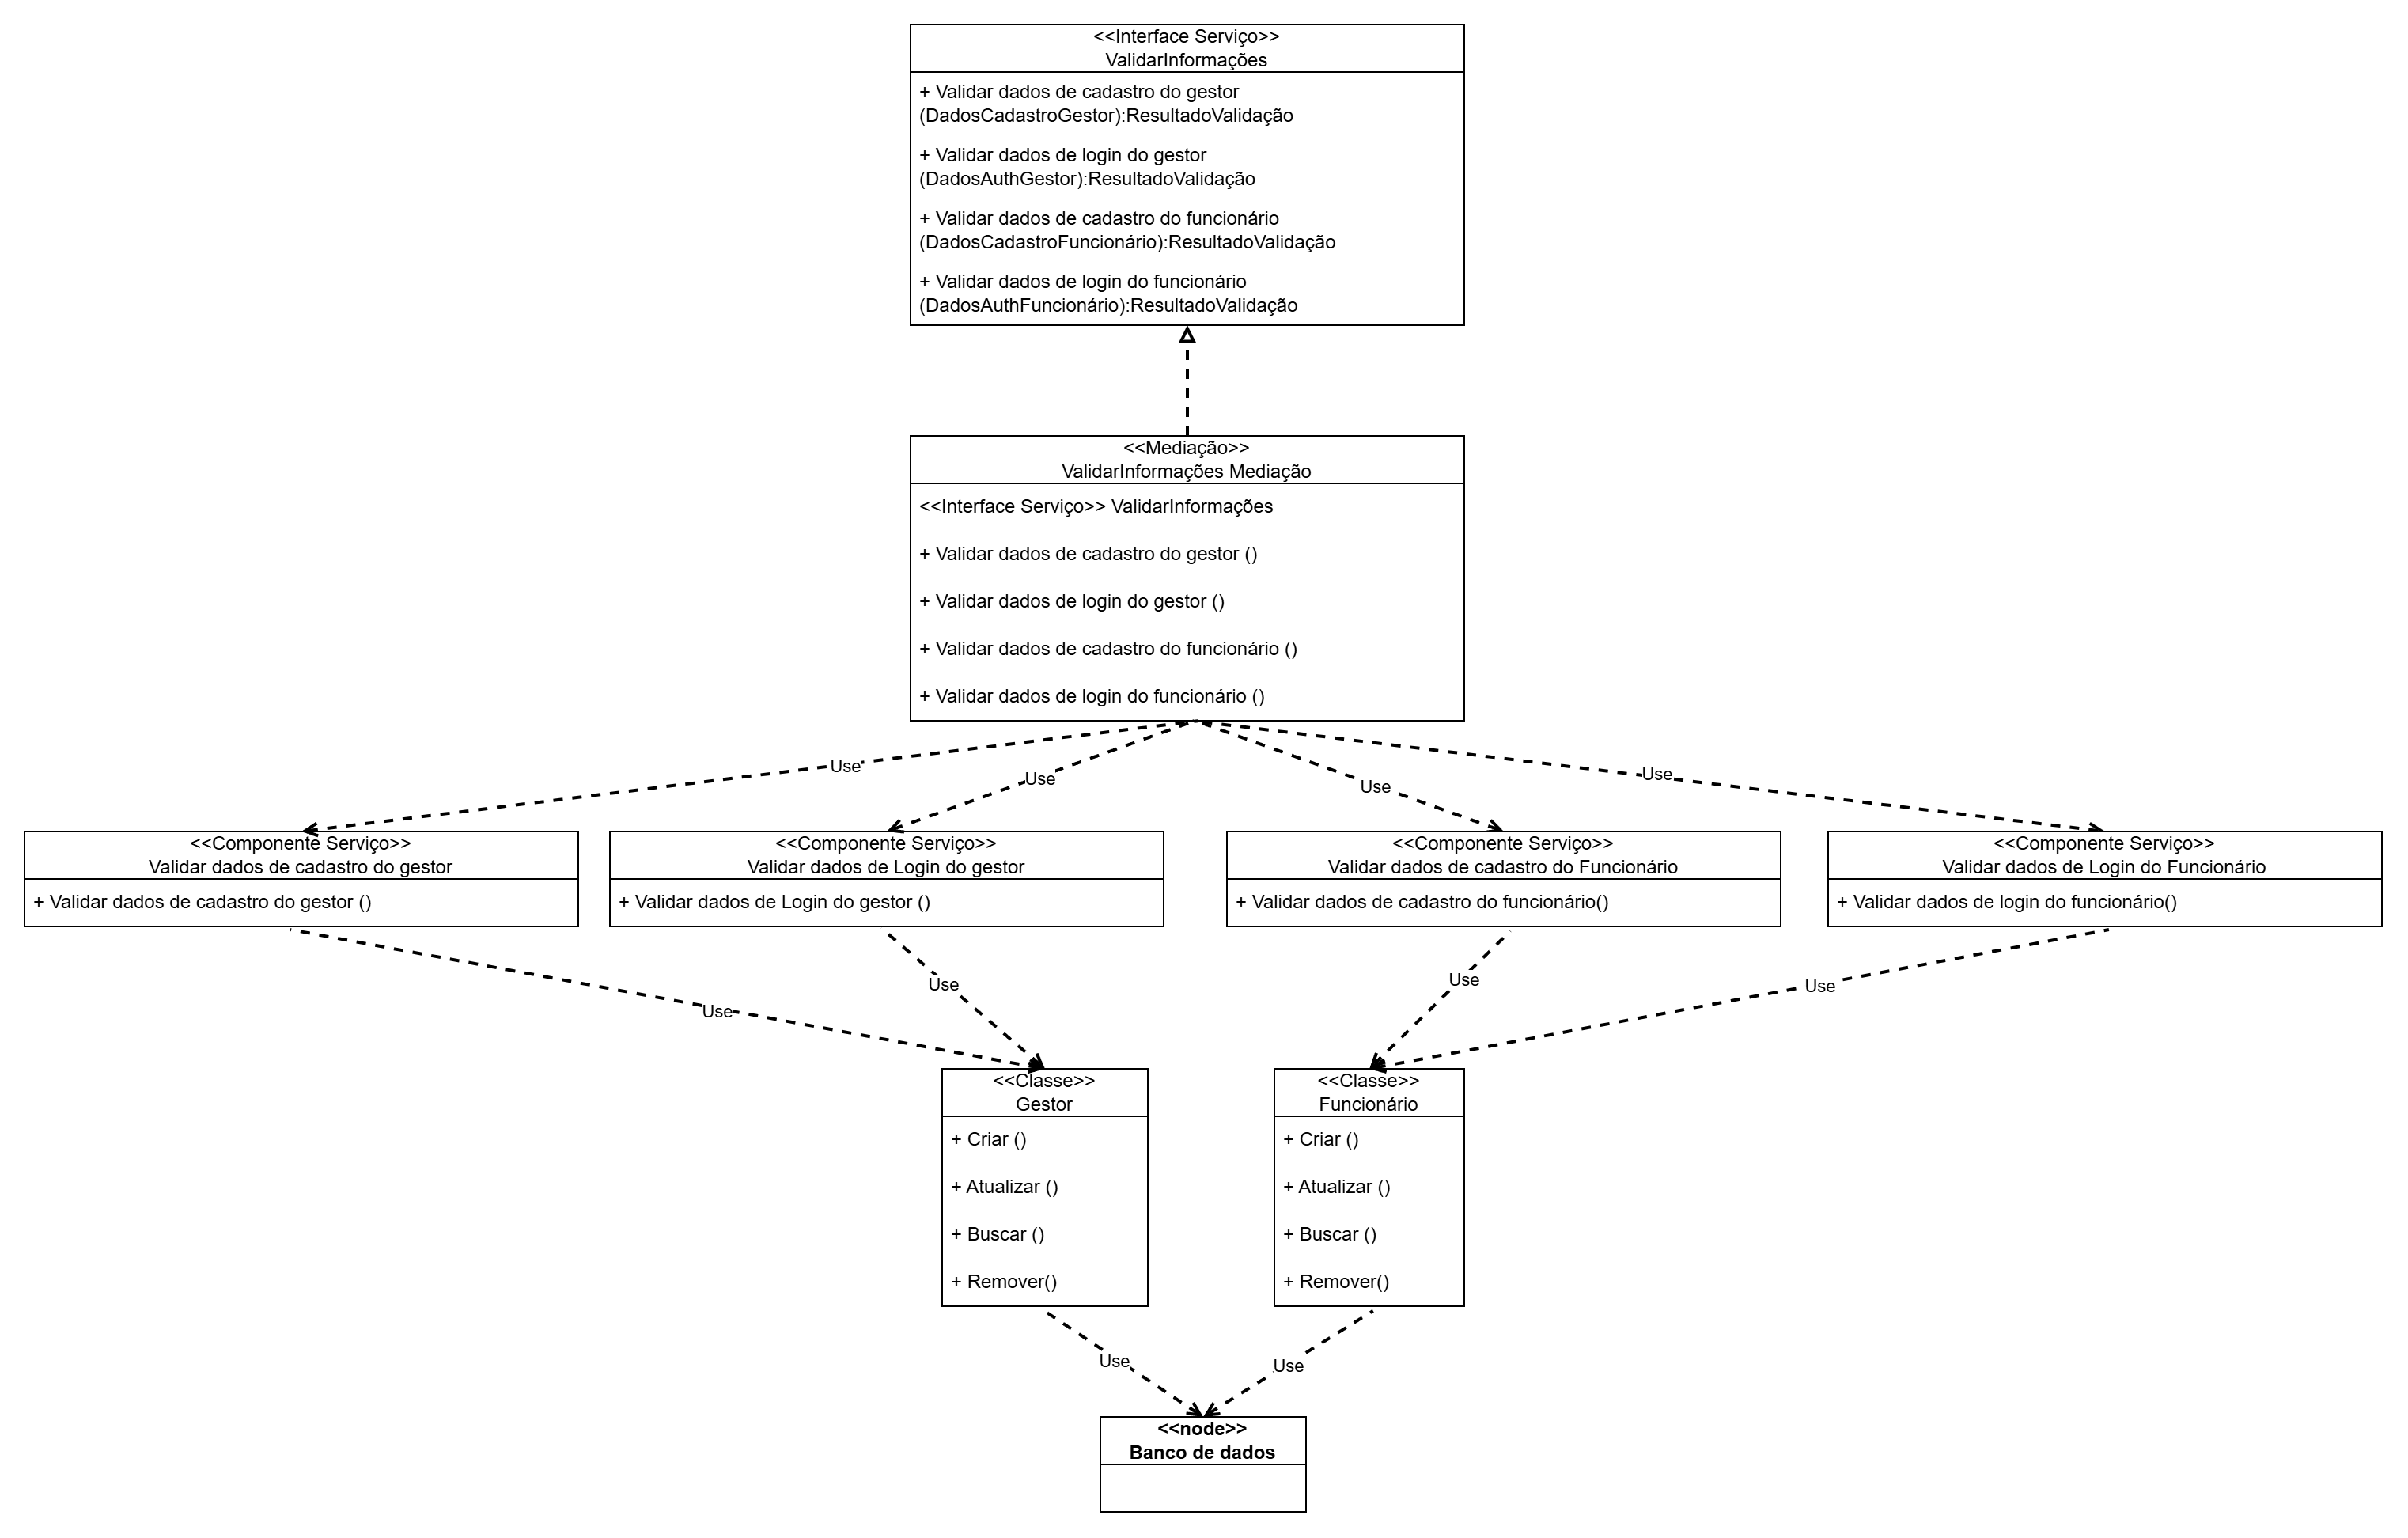 <<Interface Serviço>>
ValidarInformações
+ Validar dados de cadastro do gestor
(DadosCadastroGestor):ResultadoValidação
+ Validar dados de login do gestor
(DadosAuthGestor):ResultadoValidação
+ Validar dados de cadastro do funcionário
(DadosCadastroFuncionário):ResultadoValidação
+ Validar dados de login do funcionário
(DadosAuthFuncionário):ResultadoValidação
<<Mediação>>
ValidarInformações Mediação
<<Interface Serviço>> ValidarInformações
+ Validar dados de cadastro do gestor ()
+ Validar dados de login do gestor ()
+ Validar dados de cadastro do funcionário ()
+ Validar dados de login do funcionário ()
Use
Use
Use
Use
<<Componente Serviço>>
Validar dados de cadastro do gestor
+ Validar dados de cadastro do gestor ()
<<Componente Serviço>>
Validar dados de Login do gestor
+ Validar dados de Login do gestor ()
<<Componente Serviço>>
Validar dados de cadastro do Funcionário
+ Validar dados de cadastro do funcionário()
<<Componente Serviço>>
Validar dados de Login do Funcionário
+ Validar dados de login do funcionário()
Use
Use
Use
Use
<<Classe>>
Gestor
+ Criar ()
+ Atualizar ()
+ Buscar ()
+ Remover()
<<Classe>>
Funcionário
+ Criar ()
+ Atualizar ()
+ Buscar ()
+ Remover()
Use
Use
<<node>>
Banco de dados